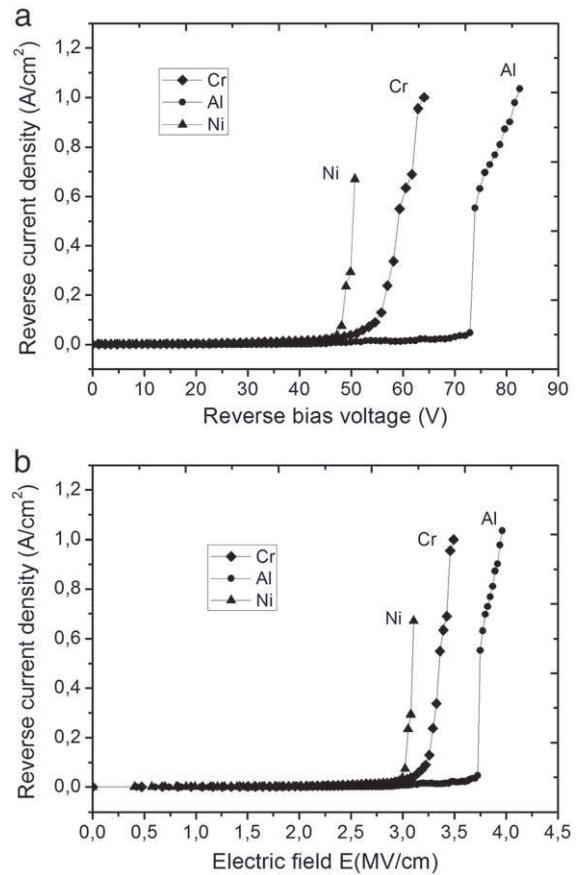 a
Reverse current density (A/cm²)
1,2
1,0
0,8
0,6
0,4
0,2
0,0
Cr
Al
Ni
Ni
Cr
Al
0 10 20 30 40 50 60 70 80 90
Reverse bias voltage (V)
b
Reverse current density (A/cm²)
1,2
1,0
0,8
0,6
0,4
0,2
0,0
Cr
Al
Ni
Ni
Cr
Al
0,0 0,5 1,0 1,5 2,0 2,5 3,0 3,5 4,0 4,5
Electric field E(MV/cm)